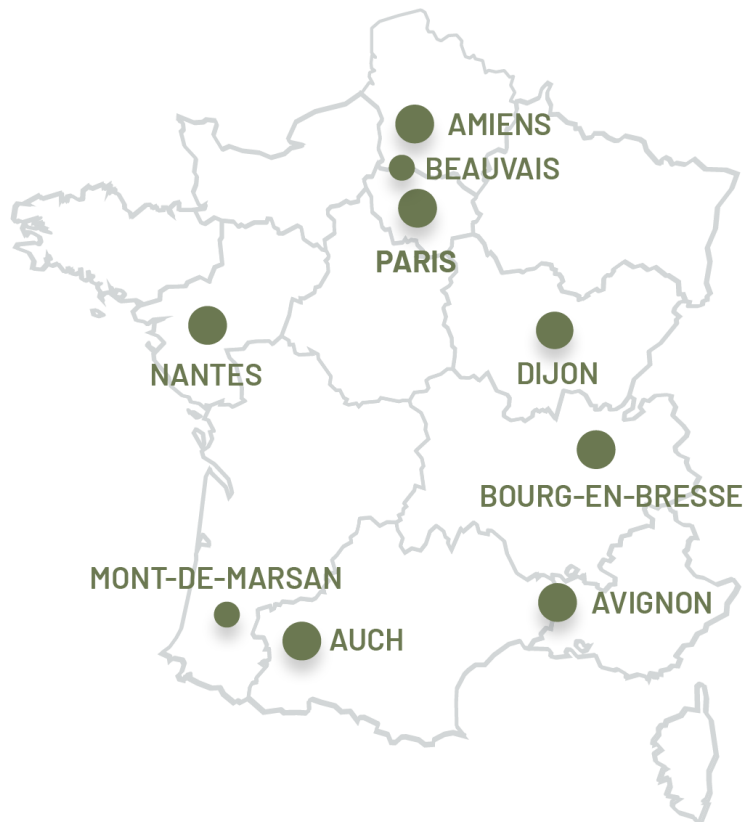 AMIENS
BEAUVAIS
PARIS
NANTES
DIJON
BOURG-EN-BRESSE
MONT-DE-MARSAN
AVIGNON
AUCH